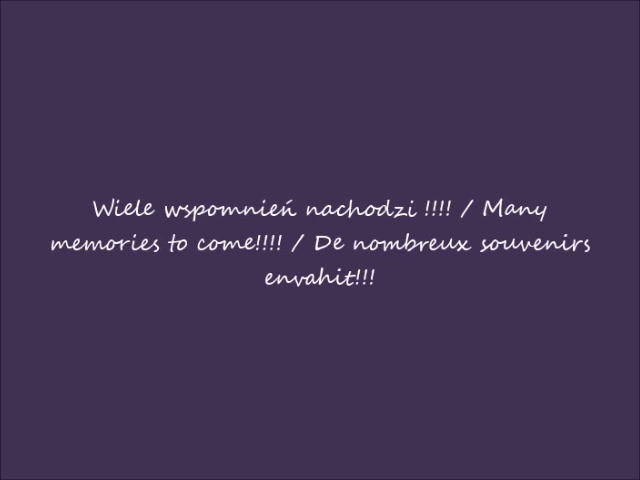 Wiele wspomnień nachodzi !!!! / Many
memories to come!!!! / De nombreux souvenirs
envahit!!!